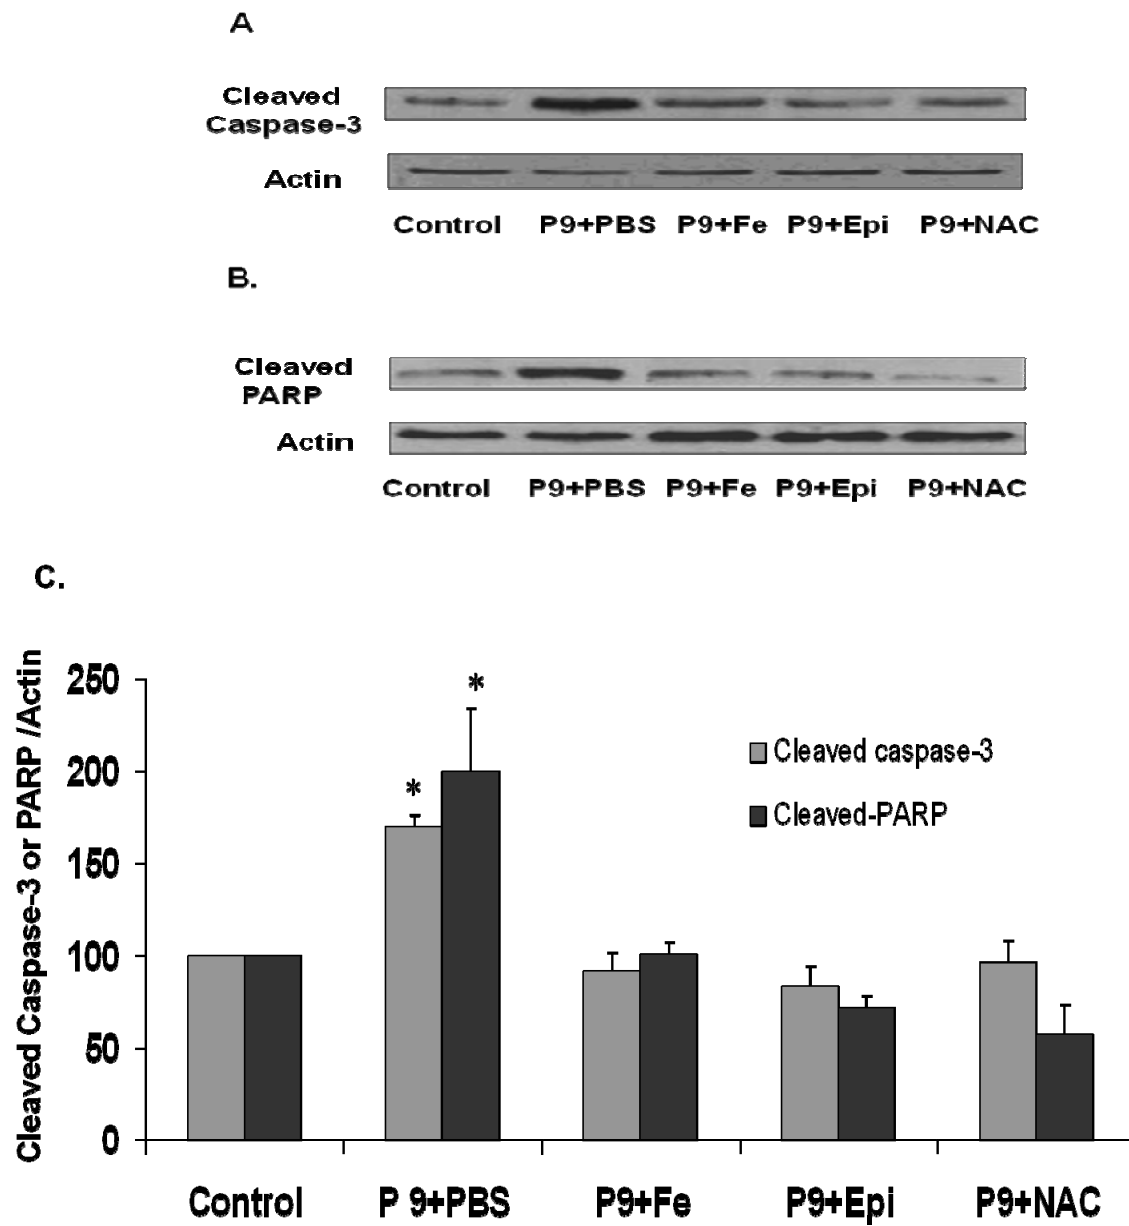 A
Cleaved
Caspase-3
Actin
Control P9+PBS P9+Fe P9+Epi P9+NAC
B.
Cleaved
PARP
Actin
Control P9+PBS P9+Fe P9+Epi P9+NAC
C.
Cleaved Caspase-3 or PARP /Actin
250
200
150
100
50
0
*
*
Cleaved caspase-3
Cleaved-PARP
Control P 9+PBS P9+Fe P9+Epi P9+NAC